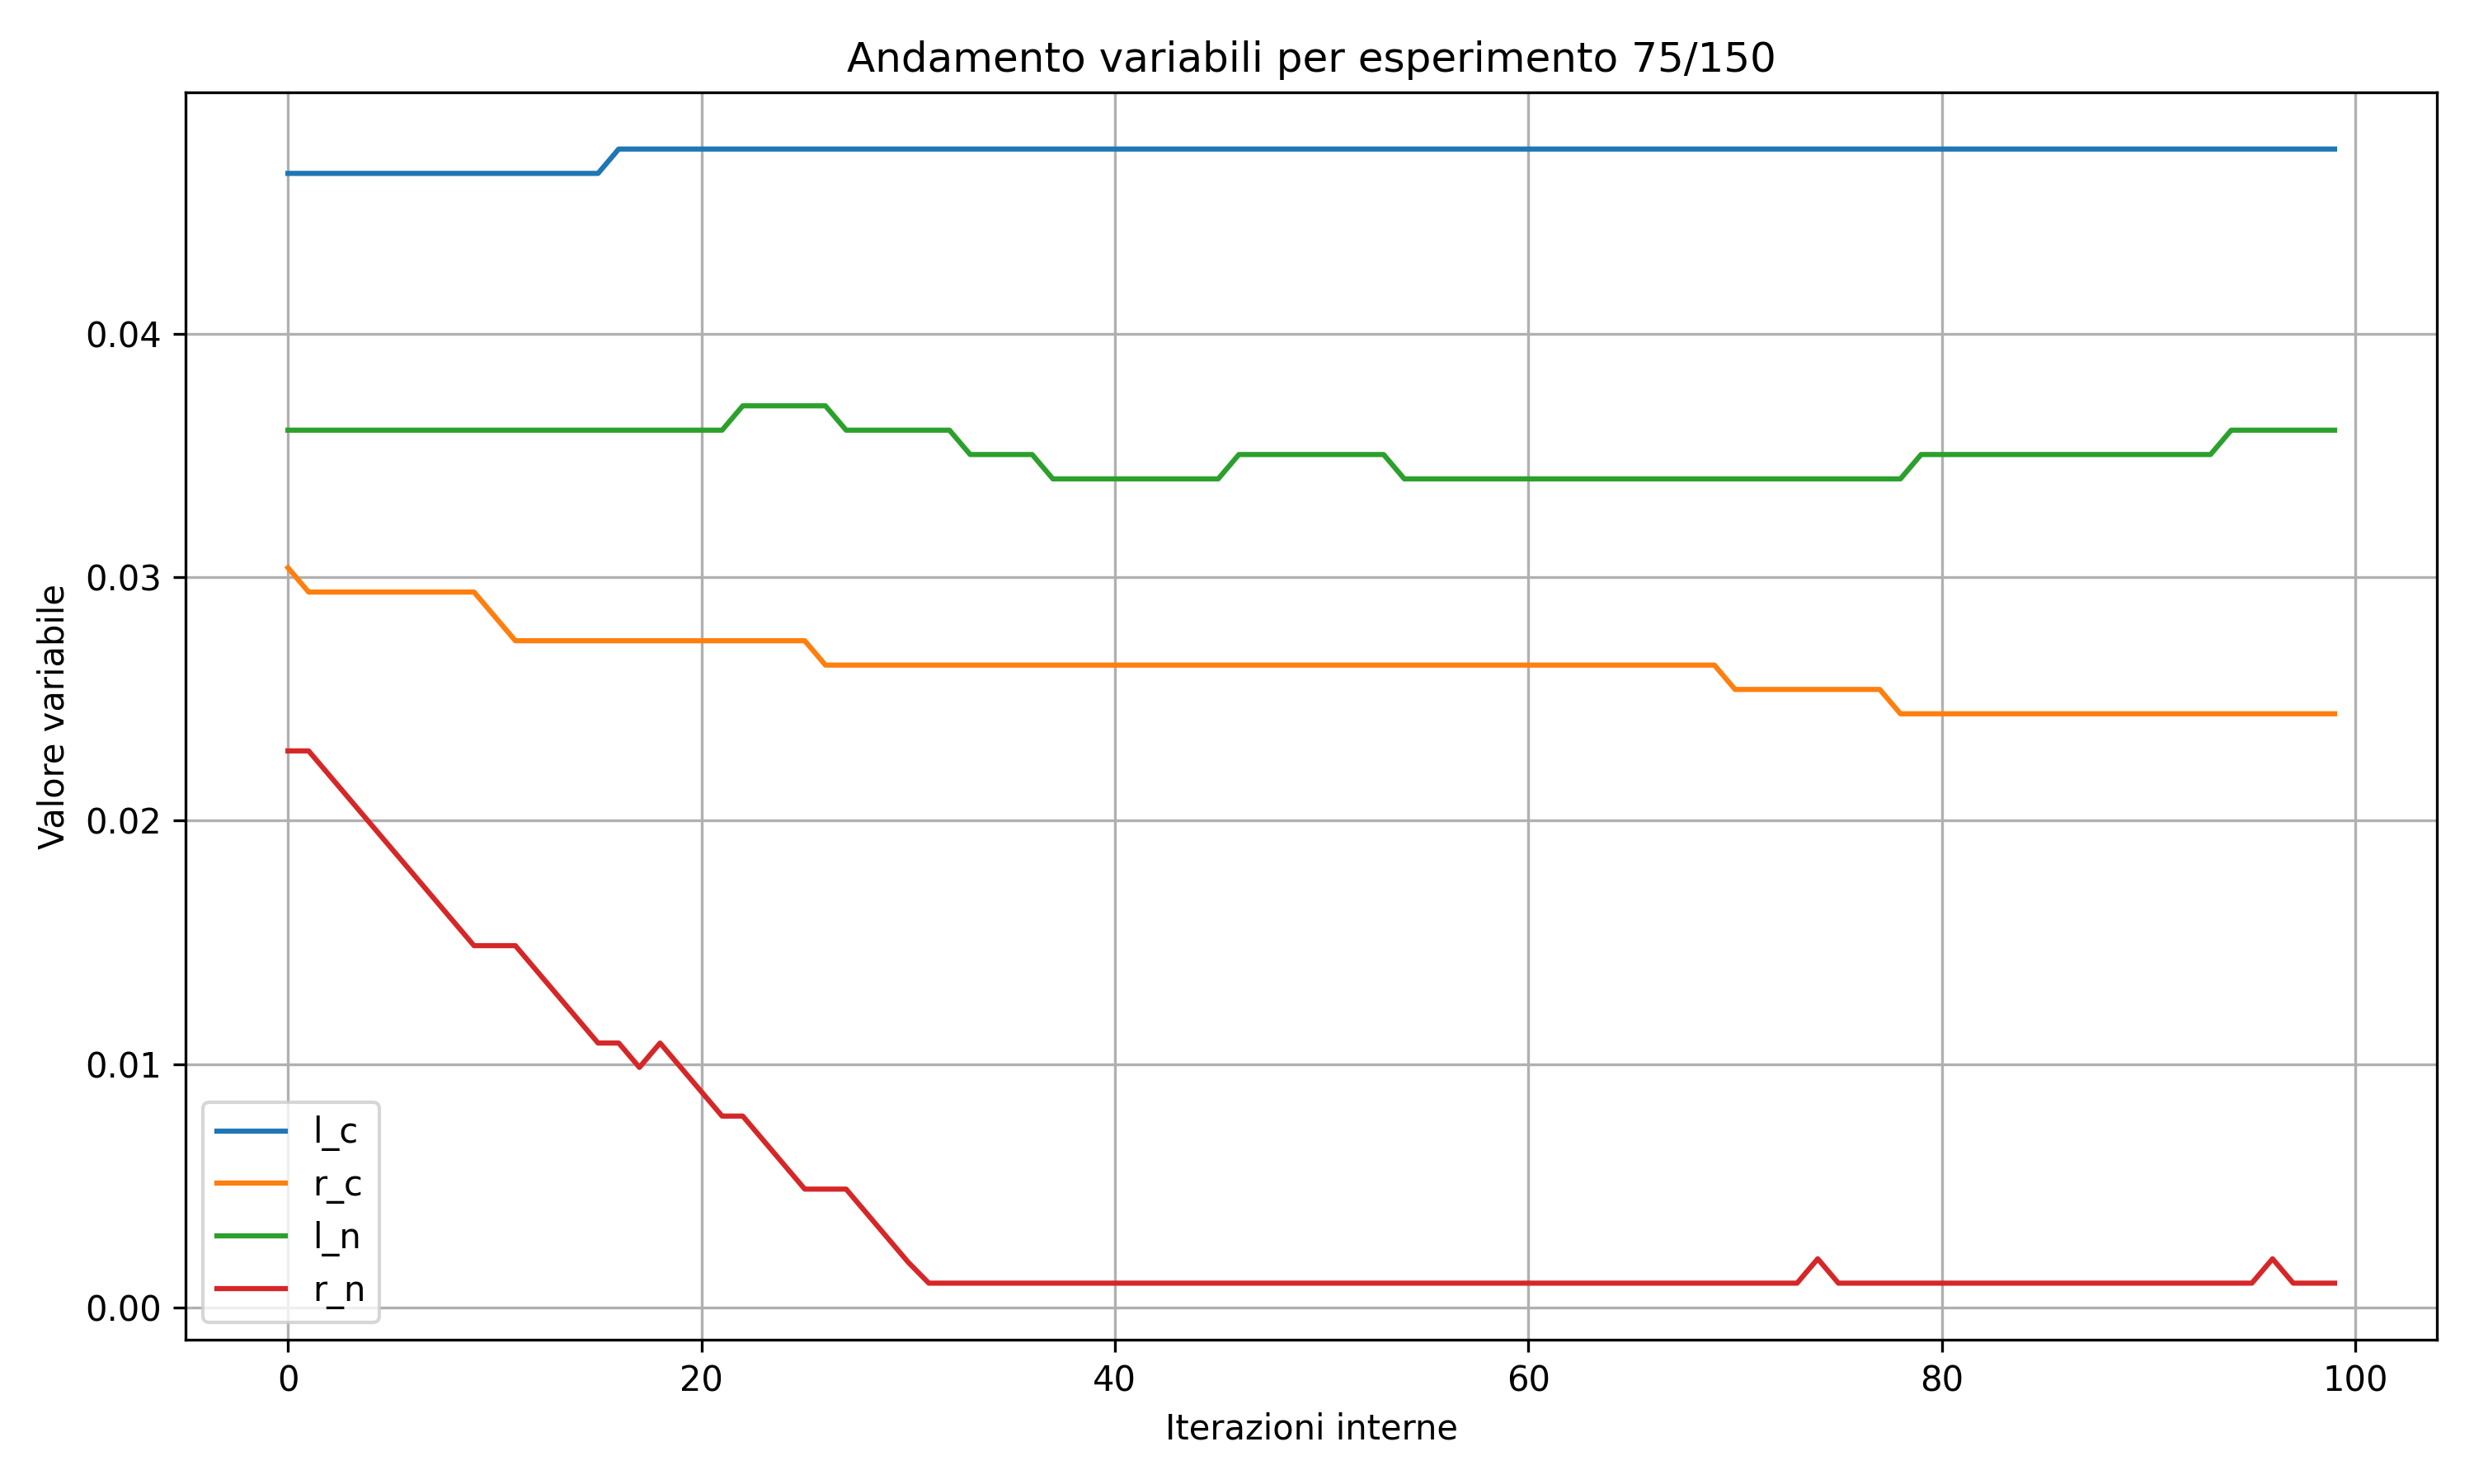 Andamento variabili per esperimento 75/150
Valore variabile
0.04
0.03
0.02
0.01
0.00
l_c
r_c
l_n
r_n
0 20 40 60 80 100
Iterazioni interne